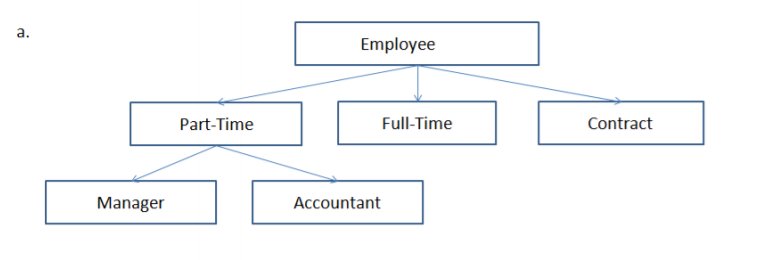 a.
Employee
Part-Time
Full-Time
Contract
Manager
Accountant